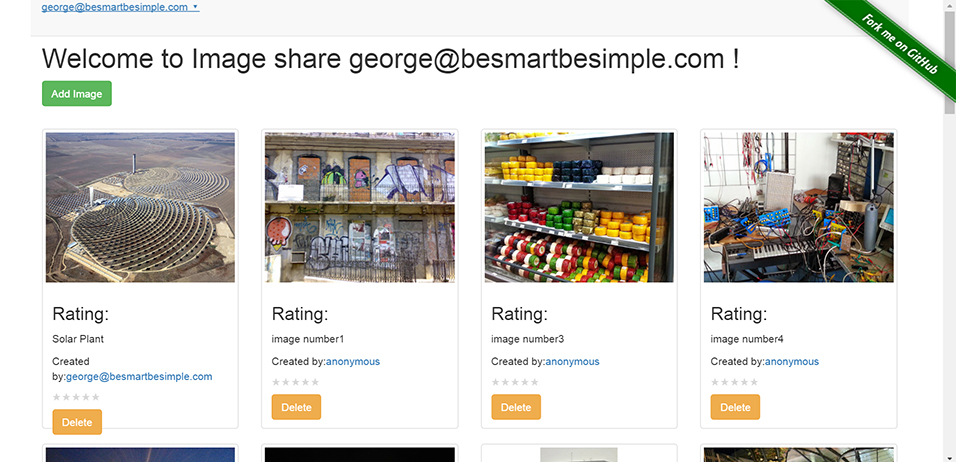 george@besmartbesimple.com
Fork me on GitHub
Welcome to Image share george@besmartbesimple.com !
Add Image
Rating:
Solar Plant
Created
by:george@besmartbesimple.com
Delete
Rating:
image number1
Created by:anonymous
Delete
Rating:
image number3
Created by:anonymous
Delete
Rating:
image number4
Created by:anonymous
Delete